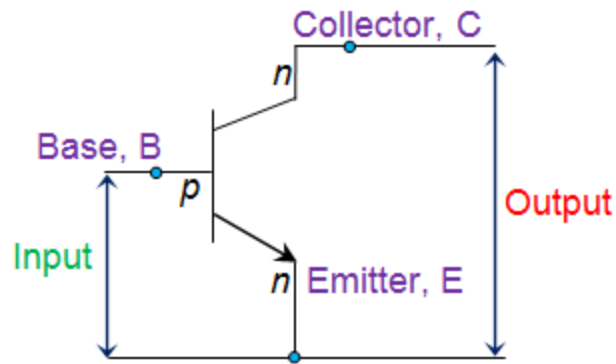 Collector, C
n
Base, B
p
Output
Input
n Emitter, E